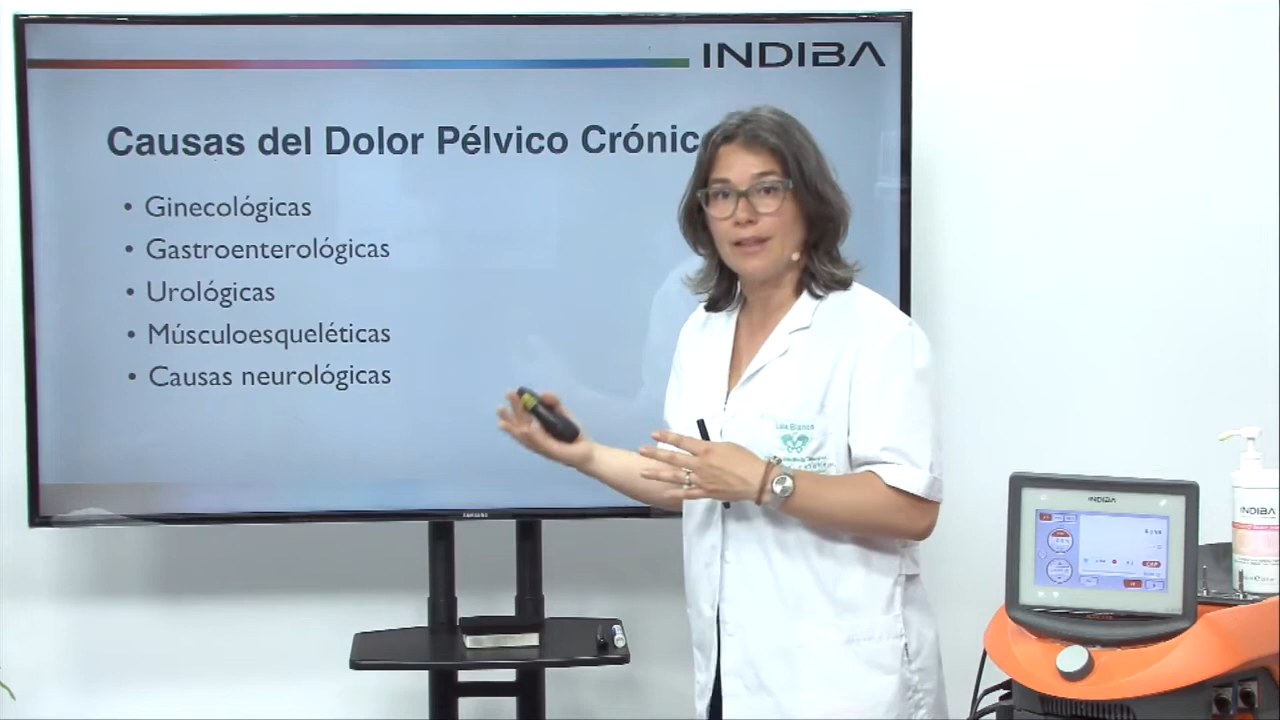 INDIBA
Causas del Dolor Pélvico Crónic
• Ginecológicas
• Gastroenterológicas
• Urológicas
• Músculoesqueléticas
• Causas neurológicas
SAMSUNG
INDIBA
INDIBA